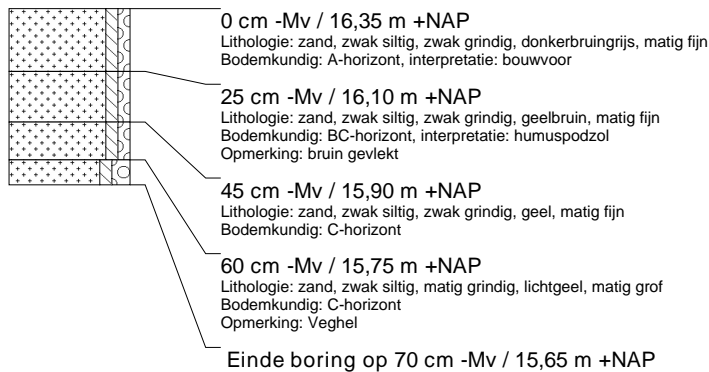 0 cm -Mv / 16,35 m +NAP
Lithologie: zand, zwak siltig, zwak grindig, donkerbruingrijs, matig fijn
Bodemkundig: A-horizont, interpretatie: bouwvoor
25 cm -Mv / 16,10 m +NAP
Lithologie: zand, zwak siltig, zwak grindig, geelbruin, matig fijn
Bodemkundig: BC-horizont, interpretatie: humuspodzol
Opmerking: bruin gevlekt
45 cm -Mv / 15,90 m +NAP
Lithologie: zand, zwak siltig, zwak grindig, geel, matig fijn
Bodemkundig: C-horizont
60 cm -Mv / 15,75 m +NAP
Lithologie: zand, zwak siltig, matig grindig, lichtgeel, matig grof
Bodemkundig: C-horizont
Opmerking: Veghel
Einde boring op 70 cm -Mv / 15,65 m +NAP